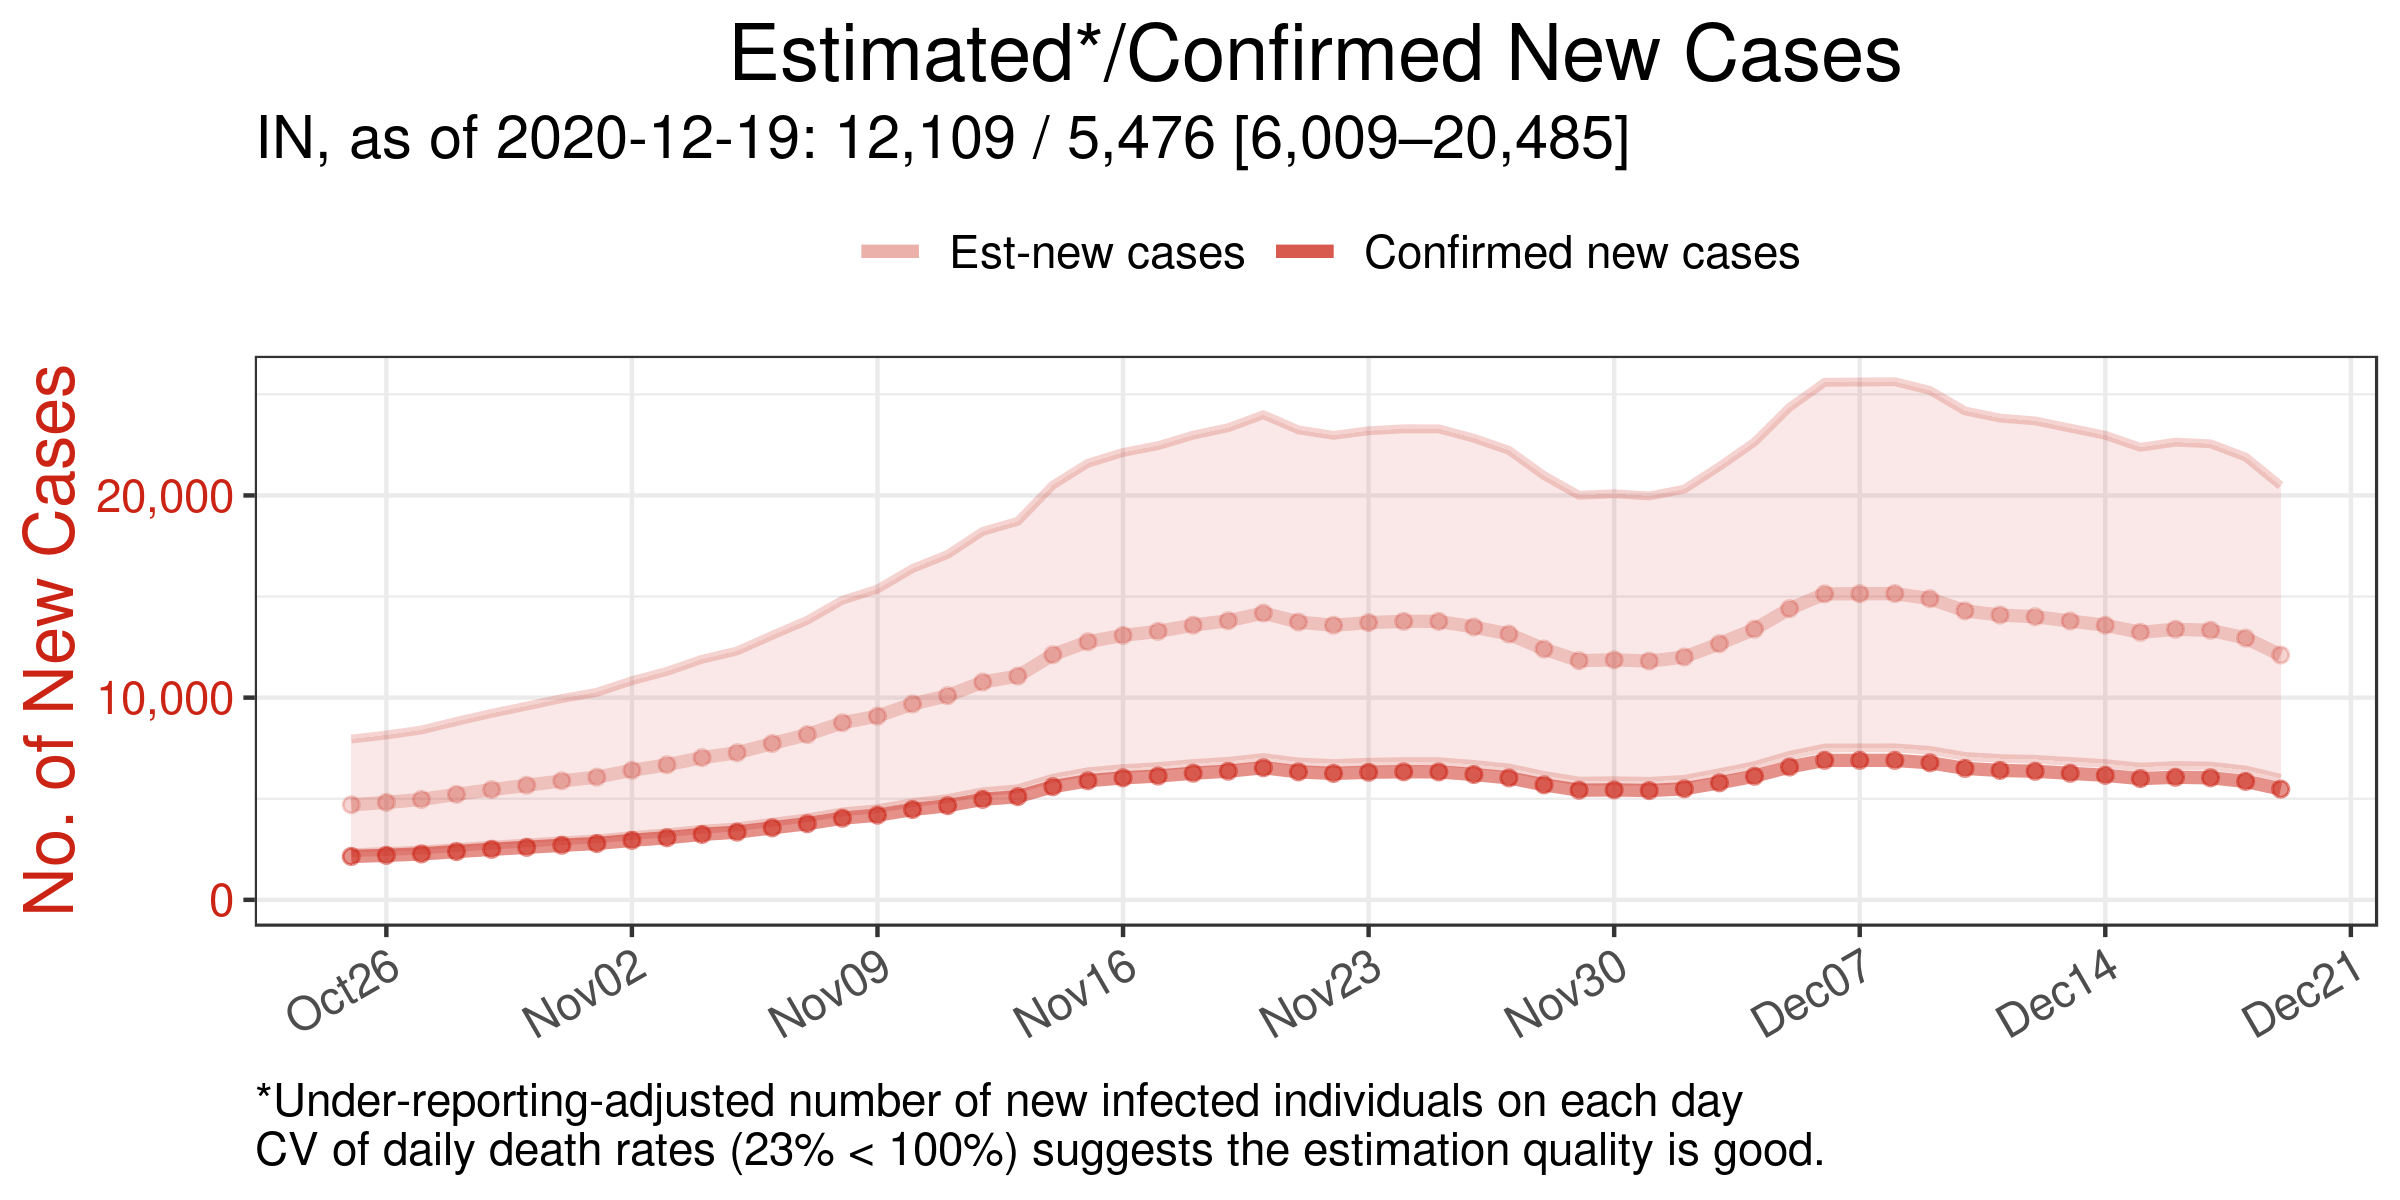 Estimated*/Confirmed New Cases
IN, as of 2020-12-19: 12,109 / 5,476 [6,009–20,485]
Est-new cases
Confirmed new cases
No. of New Cases
20,000
10,000
0
Oct26
Nov02
Nov09
Nov16
Nov23
Nov30
Dec07
Dec14
Dec21
*Under-reporting-adjusted number of new infected individuals on each day
CV of daily death rates (23% < 100%) suggests the estimation quality is good.